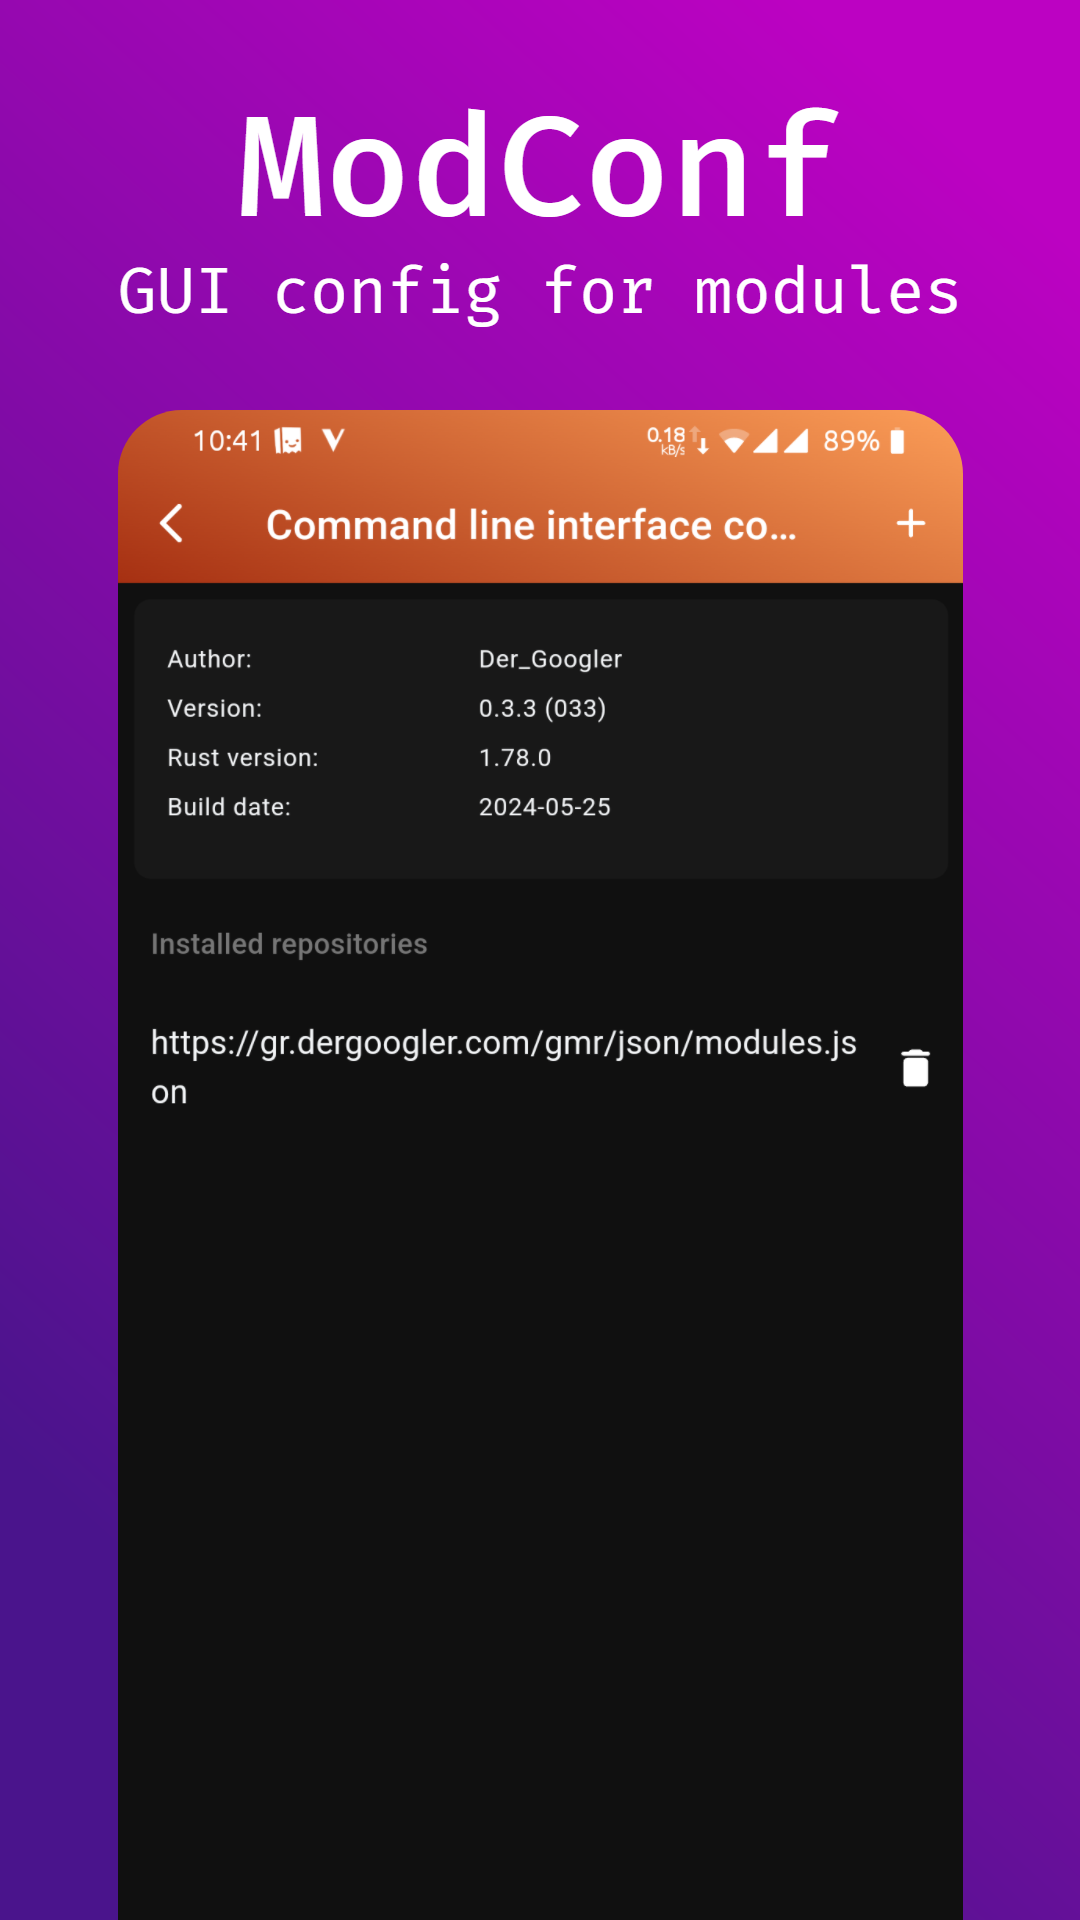 ModConf
GUI config for modules
10:41
0.18
kB/s
89%
Command line interface co...
Author: Der_Googler
Version: 0.3.3 (033)
Rust version: 1.78.0
Build date: 2024-05-25
Installed repositories
https://gr.dergoogler.com/gmr/json/modules.js
on